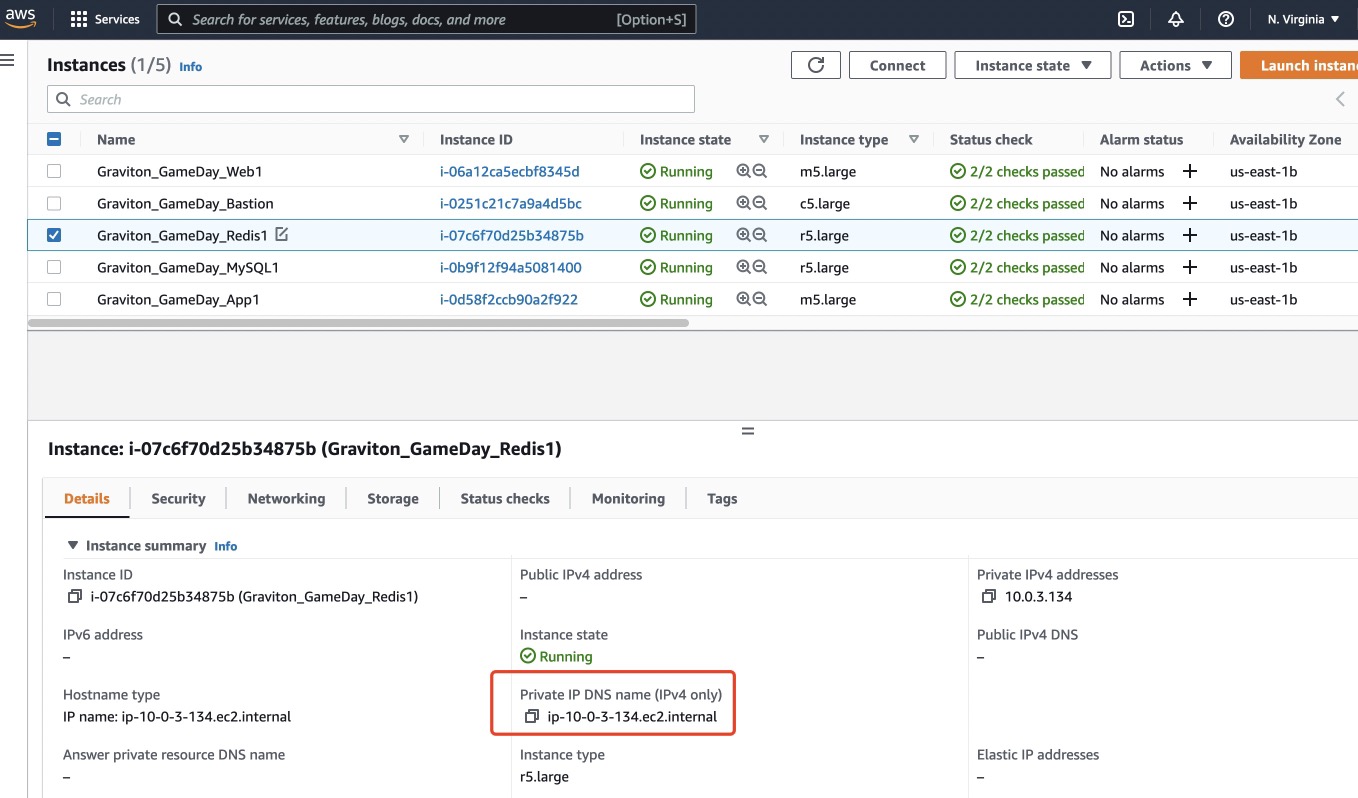 aws Services Search for services, features, blogs, docs, and more [Option+S] N. Virginia
Instances (1/5) Info Connect Instance state Actions Launch instan
Search
Name Instance ID Instance state Instance type Status check Alarm status Availability Zone
Graviton_GameDay_Web1 i-06a12ca5ecbf8345d Running m5.large 2/2 checks passed No alarms us-east-1b
Graviton_GameDay_Bastion i-0251c21c7a9a4d5bc Running c5.large 2/2 checks passed No alarms us-east-1b
Graviton_GameDay_Redis1 i-07c6f70d25b34875b Running r5.large 2/2 checks passed No alarms us-east-1b
Graviton_GameDay_MySQL1 i-0b9f12f94a5081400 Running r5.large 2/2 checks passed No alarms us-east-1b
Graviton_GameDay_App1 i-0d58f2ccb90a2f922 Running m5.large 2/2 checks passed No alarms us-east-1b
Instance: i-07c6f70d25b34875b (Graviton_GameDay_Redis1)
Details Security Networking Storage Status checks Monitoring Tags
Instance summary Info
Instance ID Public IPv4 address Private IPv4 addresses
i-07c6f70d25b34875b (Graviton_GameDay_Redis1) – 10.0.3.134
IPv6 address Instance state Public IPv4 DNS
– Running –
Hostname type Private IP DNS name (IPv4 only)
IP name: ip-10-0-3-134.ec2.internal ip-10-0-3-134.ec2.internal
Answer private resource DNS name Instance type Elastic IP addresses
– r5.large –